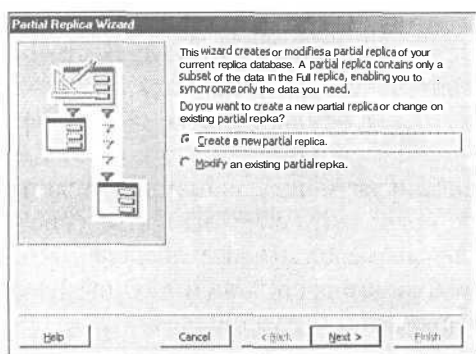 Partial Replica Wizard
This wizard creates or modifies a partial replica of your
current replica database. A partial replica contains only a
subset of the data in the Full replica, enabling you to
synchronize only the data you need.
Do you want to create a new partial replica or change on
existing partial repka?
Create a new partial replica.
Modify an existing partial repka.
Help
Cancel
< Back
Next >
Finish